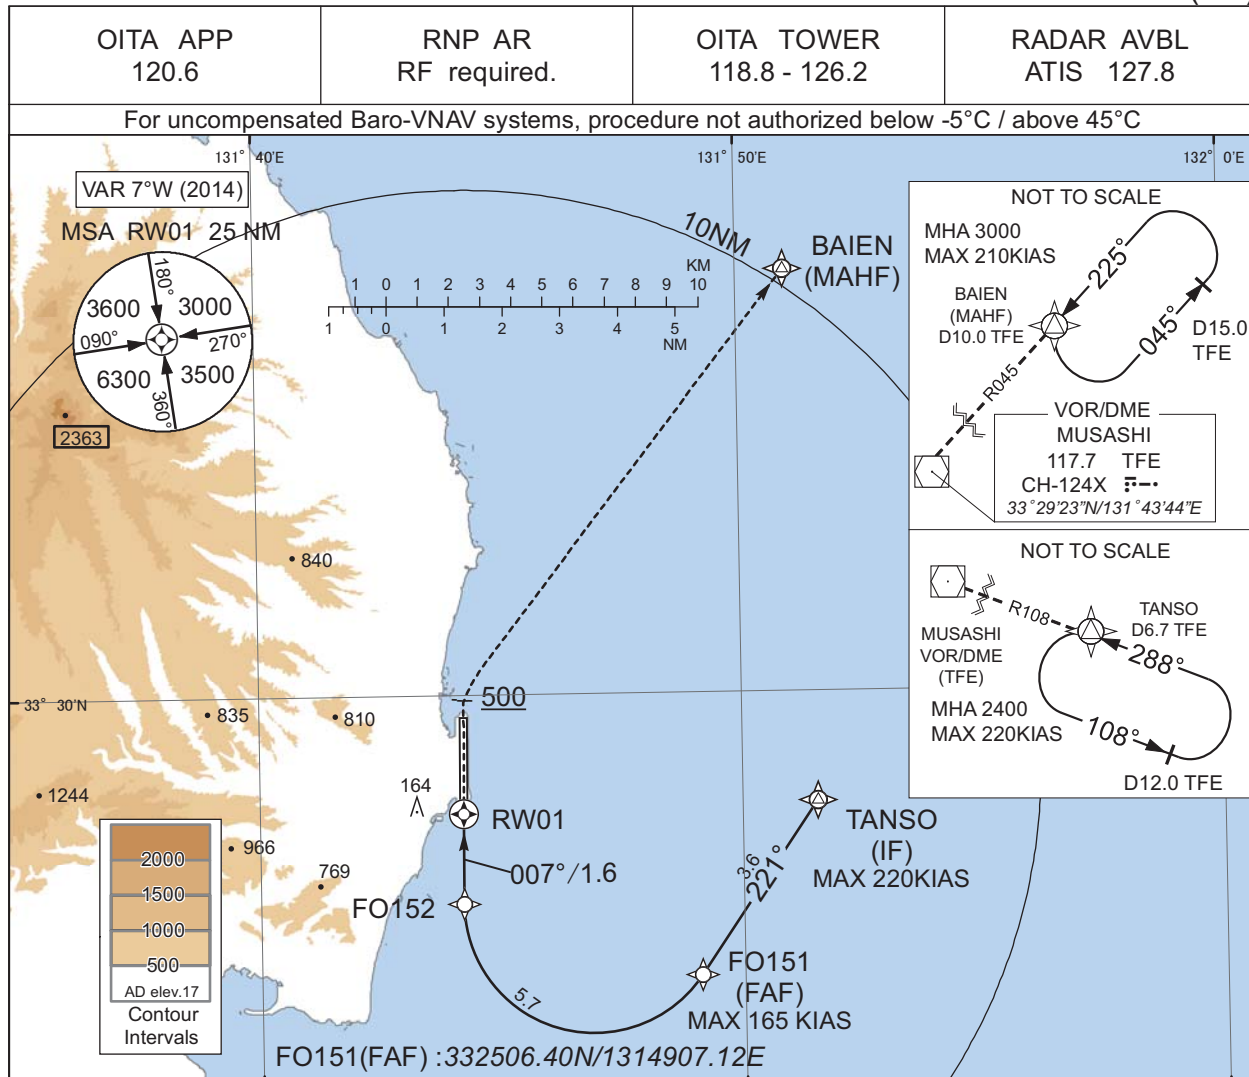 OITA APP
120.6
RNP AR
RF required.
OITA TOWER
118.8 - 126.2
RADAR AVBL
ATIS 127.8
For uncompensated Baro-VNAV systems, procedure not authorized below -5°C / above 45°C
131° 40'E
131° 50'E
132° 0'E
VAR 7°W (2014)
MSA RW01 25 NM
180°
3600
3000
090°
270°
6300
3500
360°
2363
10NM
BAIEN
(MAHF)
KM
1 0 1 2 3 4 5 6 7 8 9 10
1 0 1 2 3 4 5
NM
NOT TO SCALE
MHA 3000
MAX 210KIAS
225°
BAIEN
(MAHF)
D10.0 TFE
045°
D15.0
TFE
R045
VOR/DME
MUSASHI
117.7 TFE
CH-124X
33°29'23"N/131°43'44"E
NOT TO SCALE
R108
TANSO
D6.7 TFE
MUSASHI
VOR/DME
(TFE)
288°
MHA 2400
MAX 220KIAS
108°
D12.0 TFE
840
33° 30'N
835
810
500
1244
164
RW01
966
769
007°/1.6
FO152
TANSO
(IF)
MAX 220KIAS
3.6
221°
FO151
(FAF)
MAX 165 KIAS
5.7
2000
1500
1000
500
AD elev.17
Contour
Intervals
FO151(FAF) :332506.40N/1314907.12E